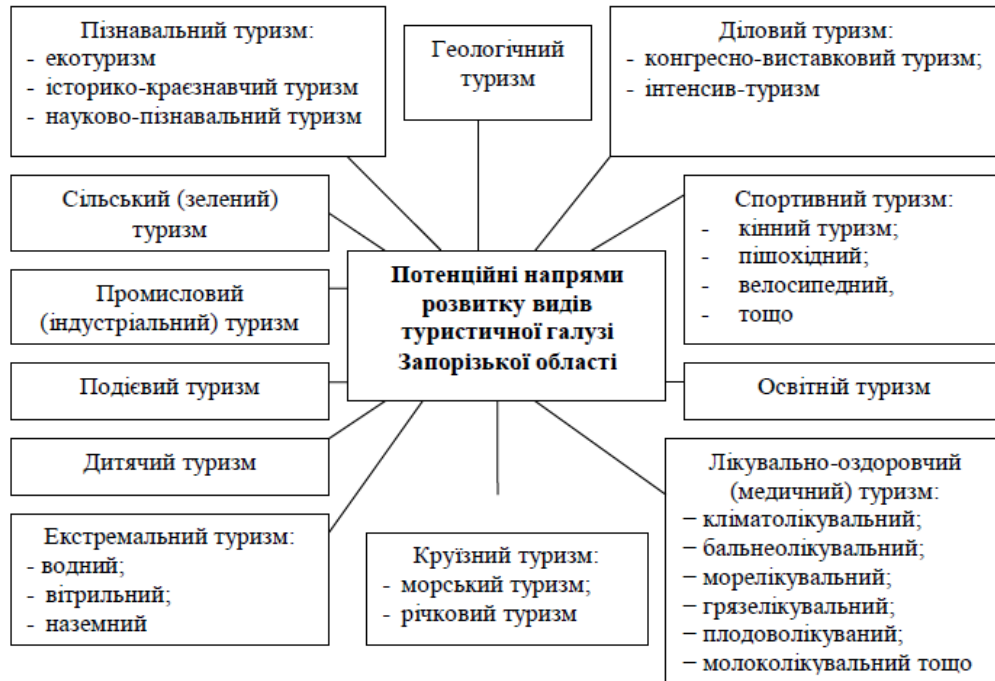 Пізнавальний туризм:
- екотуризм
- історико-краєзнавчий туризм
- науково-пізнавальний туризм
Геологічний
туризм
Діловий туризм:
- конгресно-виставковий туризм;
- інтенсив-туризм
Сільський (зелений)
туризм
Промисловий
(індустріальний) туризм
Подієвий туризм
Дитячий туризм
Екстремальний туризм:
- водний;
- вітрильний;
- наземний
Потенційні напрями
розвитку видів
туристичної галузі
Запорізької області
Круїзний туризм:
- морський туризм;
- річковий туризм
Спортивний туризм:
- кінний туризм;
- пішохідний;
- велосипедний,
- тощо
Освітній туризм
Лікувально-оздоровчий
(медичний) туризм:
– кліматолікувальний;
– бальнеолікувальний;
– морелікувальний;
– грязелікувальний;
– плодоволікуваний;
– молоколікувальний тощо